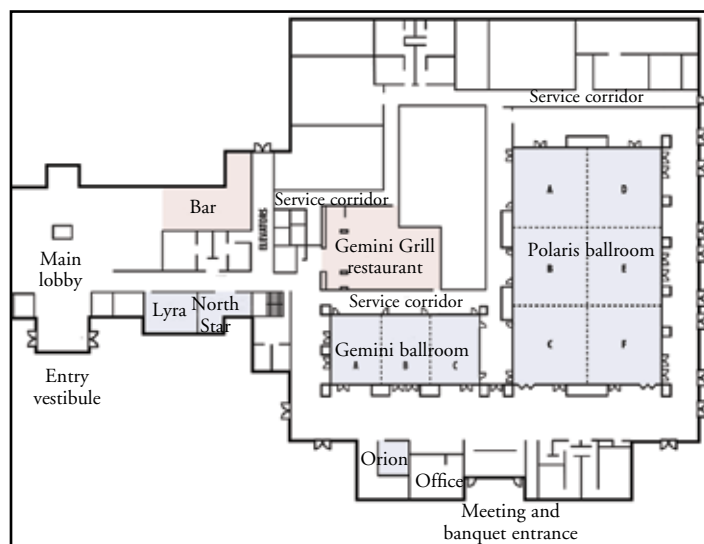 Service corridor
A
D
Service corridor
Bar
ELEVATORS
Gemini Grill
restaurant
Polaris ballroom
Main
lobby
B
E
Lyra
North
Star
Service corridor
Gemini ballroom
C
F
A
B
C
Entry
vestibule
Orion
Office
Meeting and
banquet entrance